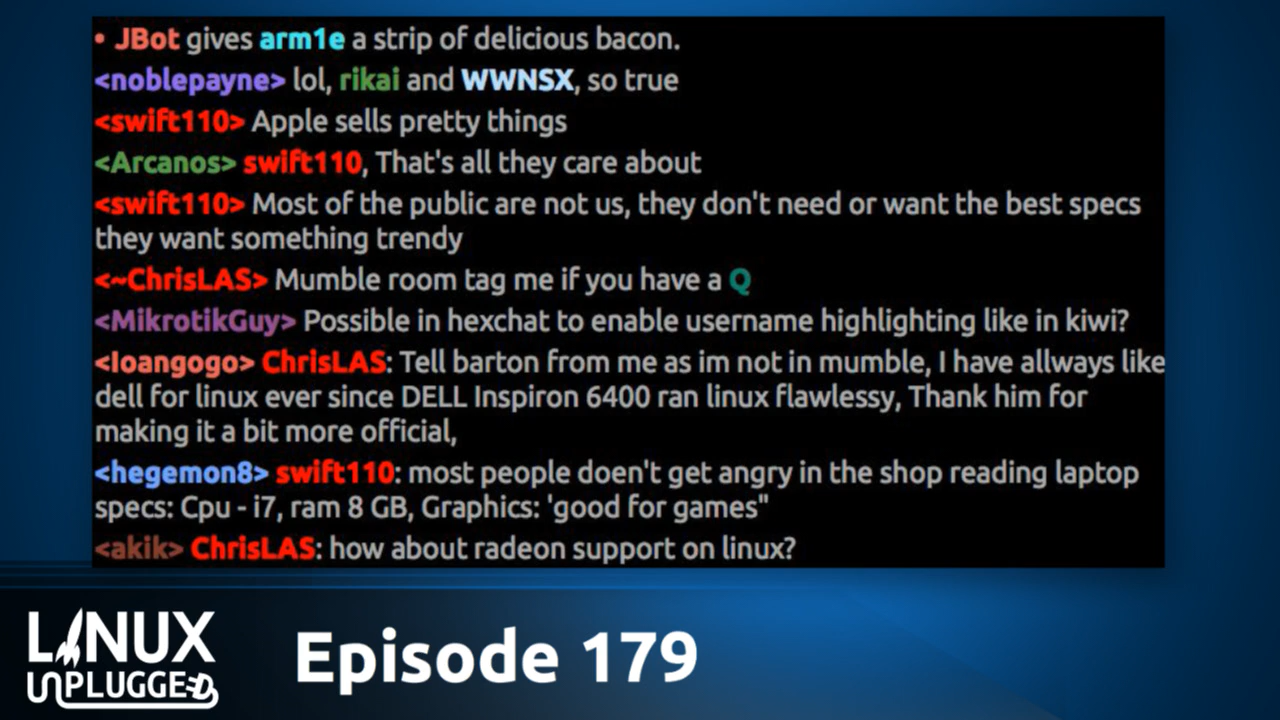 • JBot gives arm1e a strip of delicious bacon.
<noblepayne> lol, rikai and WWNSX, so true
<swift110> Apple sells pretty things
<Arcanos> swift110, That's all they care about
<swift110> Most of the public are not us, they don't need or want the best specs
they want something trendy
<~ChrisLAS> Mumble room tag me if you have a Q
<MikrotikGuy> Possible in hexchat to enable username highlighting like in kiwi?
<Ioangogo> ChrisLAS: Tell barton from me as im not in mumble, I have allways like
dell for linux ever since DELL Inspiron 6400 ran linux flawlessy, Thank him for
making it a bit more official,
<hegemon8> swift110: most people doen't get angry in the shop reading laptop
specs: Cpu - i7, ram 8 GB, Graphics: 'good for games"
<akik> ChrisLAS: how about radeon support on linux?
LINUX
UNPLUGGED
Episode 179